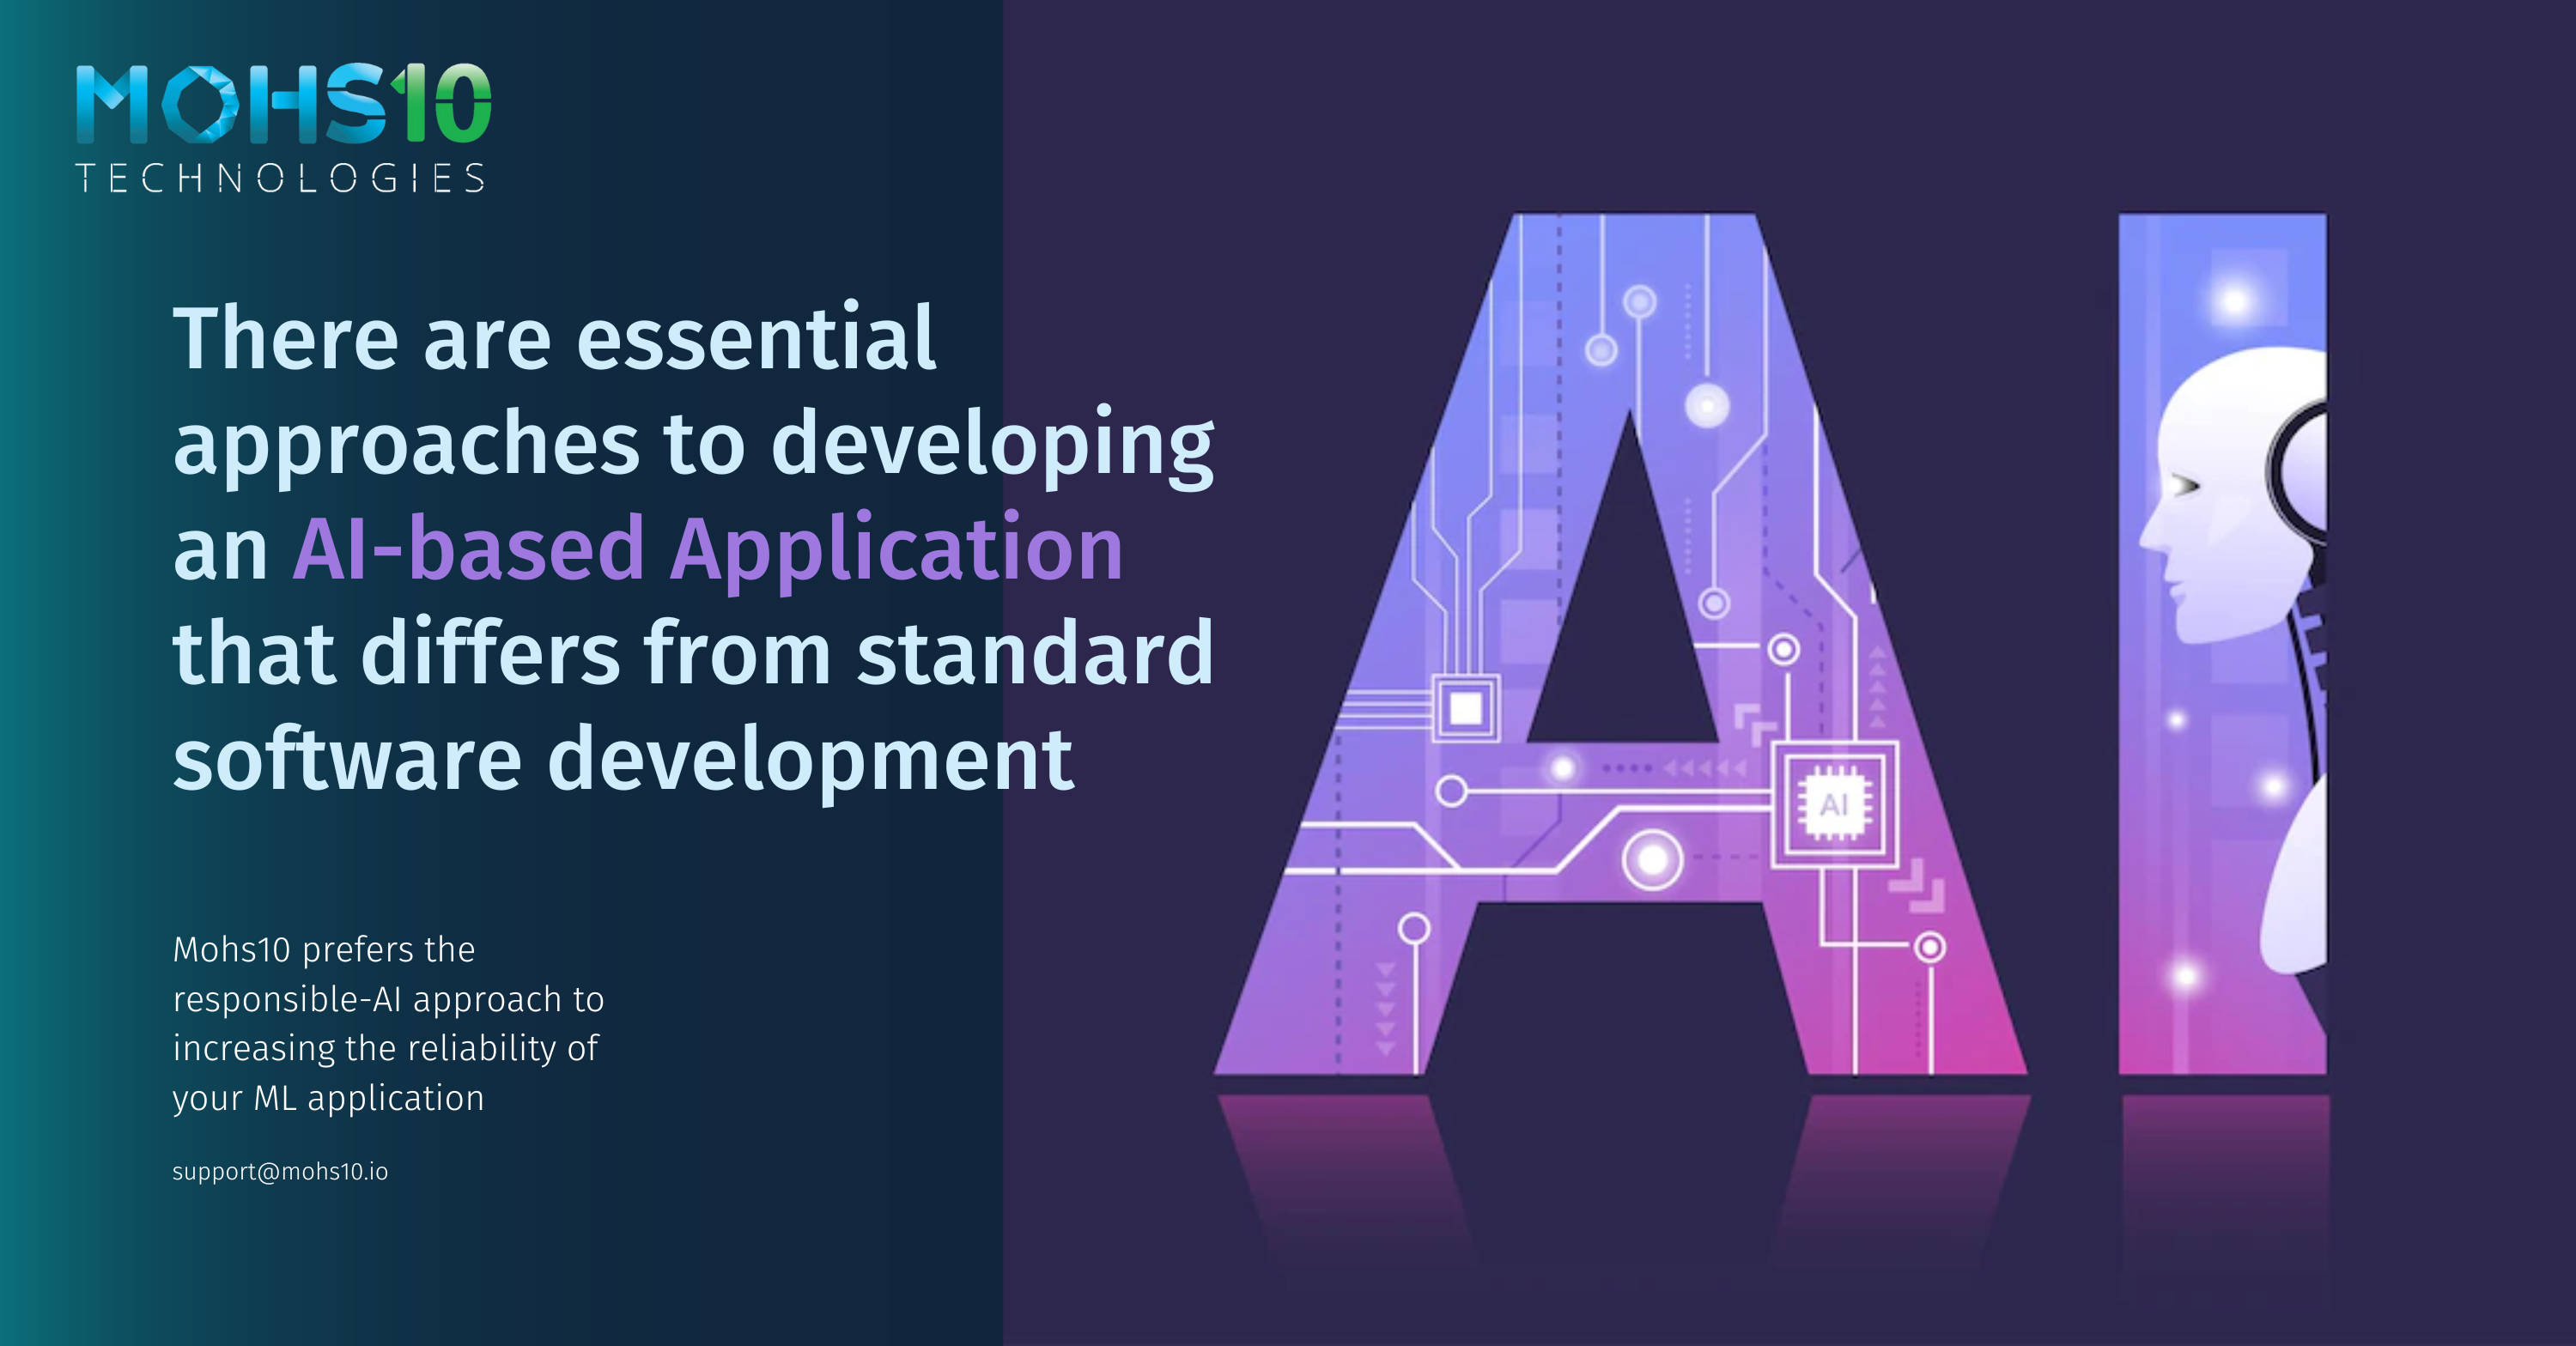 MOHS10
TECHNOLOGIES
There are essential
approaches to developing
an AI-based Application
that differs from standard
software development
Mohs10 prefers the
responsible-AI approach to
increasing the reliability of
your ML application
support@mohs10.io
AI
AI